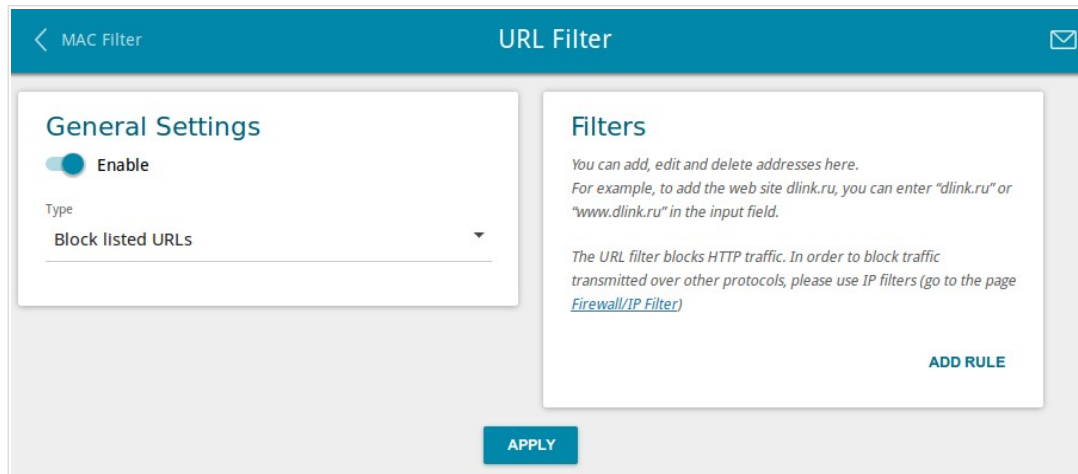 MAC Filter
URL Filter
General Settings
Enable
Type
Block listed URLs
Filters
You can add, edit and delete addresses here.
For example, to add the web site dlink.ru, you can enter “dlink.ru” or
“www.dlink.ru” in the input field.
The URL filter blocks HTTP traffic. In order to block traffic
transmitted over other protocols, please use IP filters (go to the page
Firewall/IP Filter)
ADD RULE
APPLY